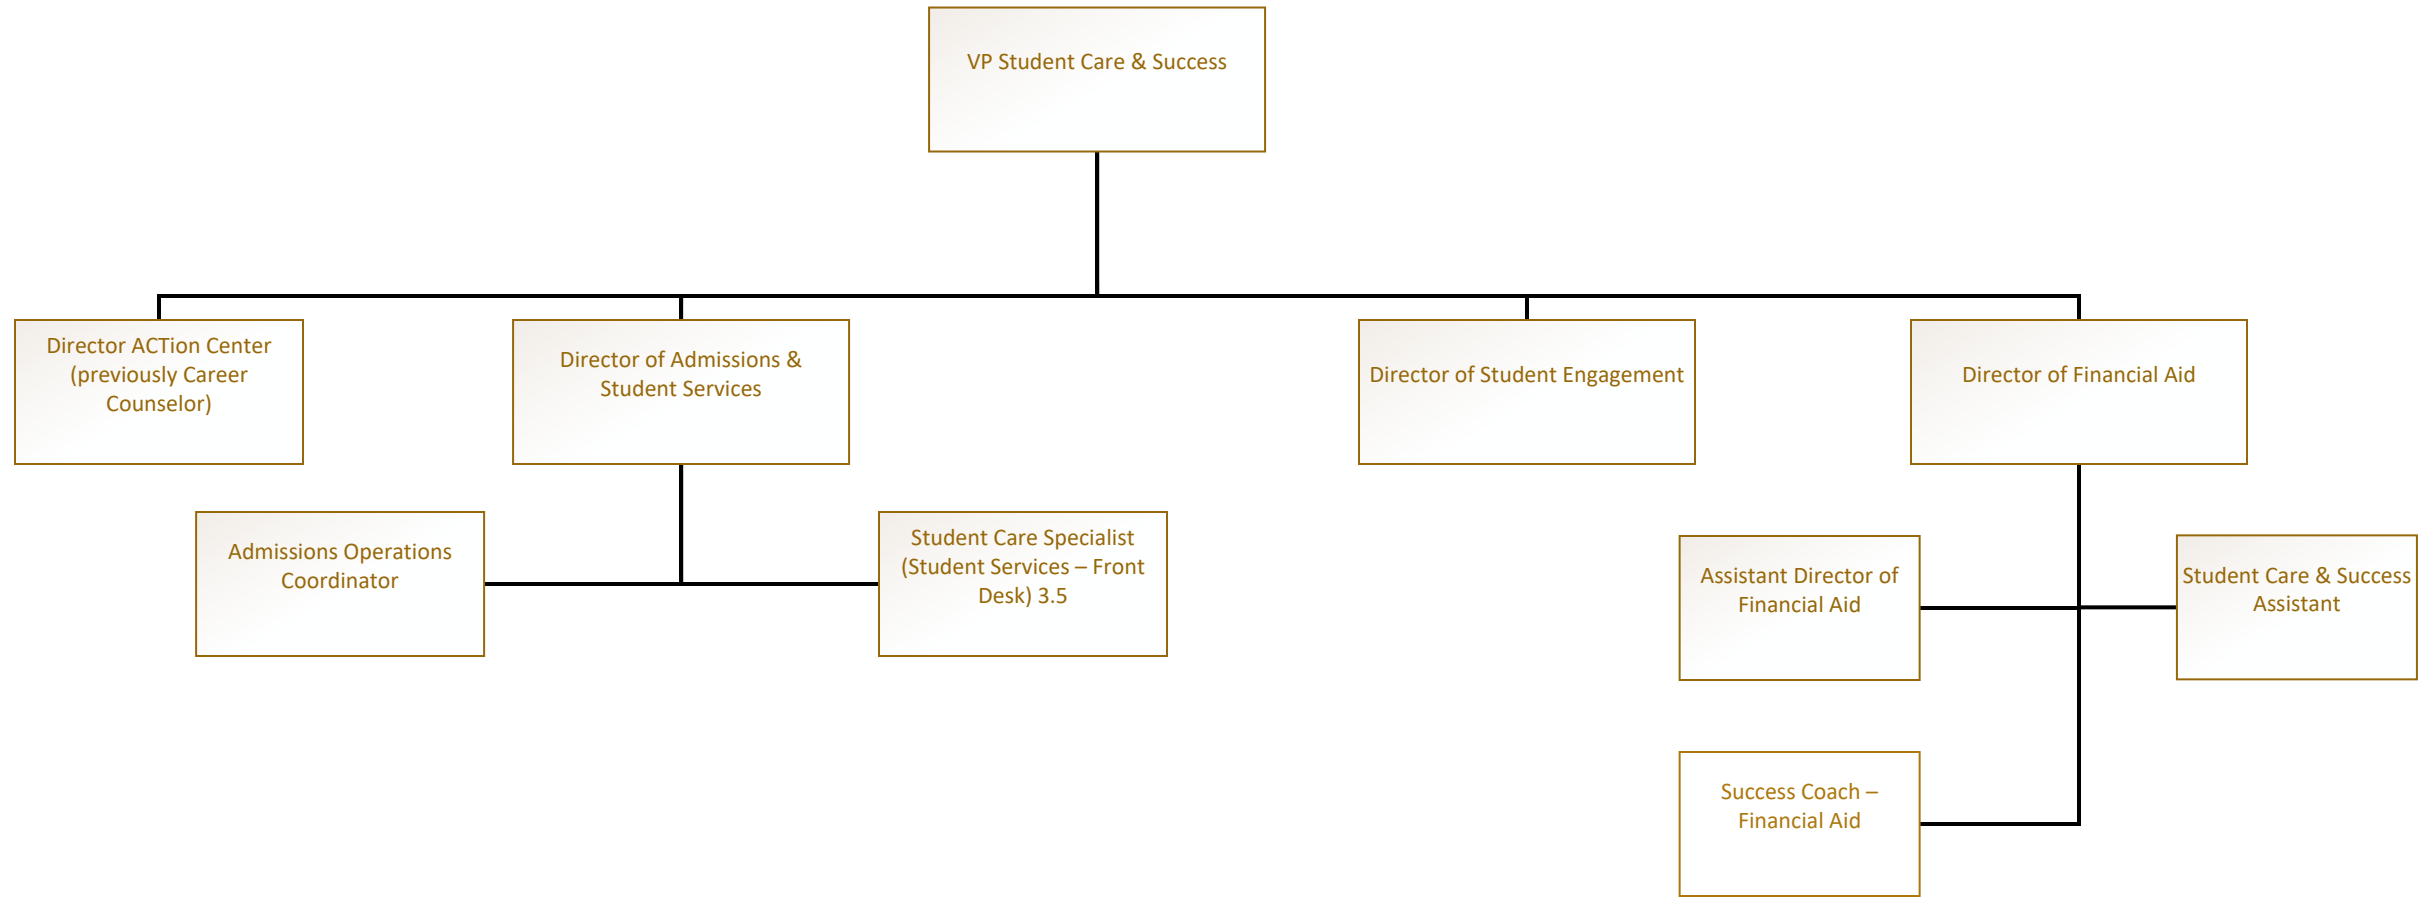 VP Student Care & Success
Director ACTion Center
(previously Career
Counselor)
Director of Admissions &
Student Services
Director of Student Engagement
Director of Financial Aid
Admissions Operations
Coordinator
Student Care Specialist
(Student Services – Front
Desk) 3.5
Assistant Director of
Financial Aid
Student Care & Success
Assistant
Success Coach –
Financial Aid